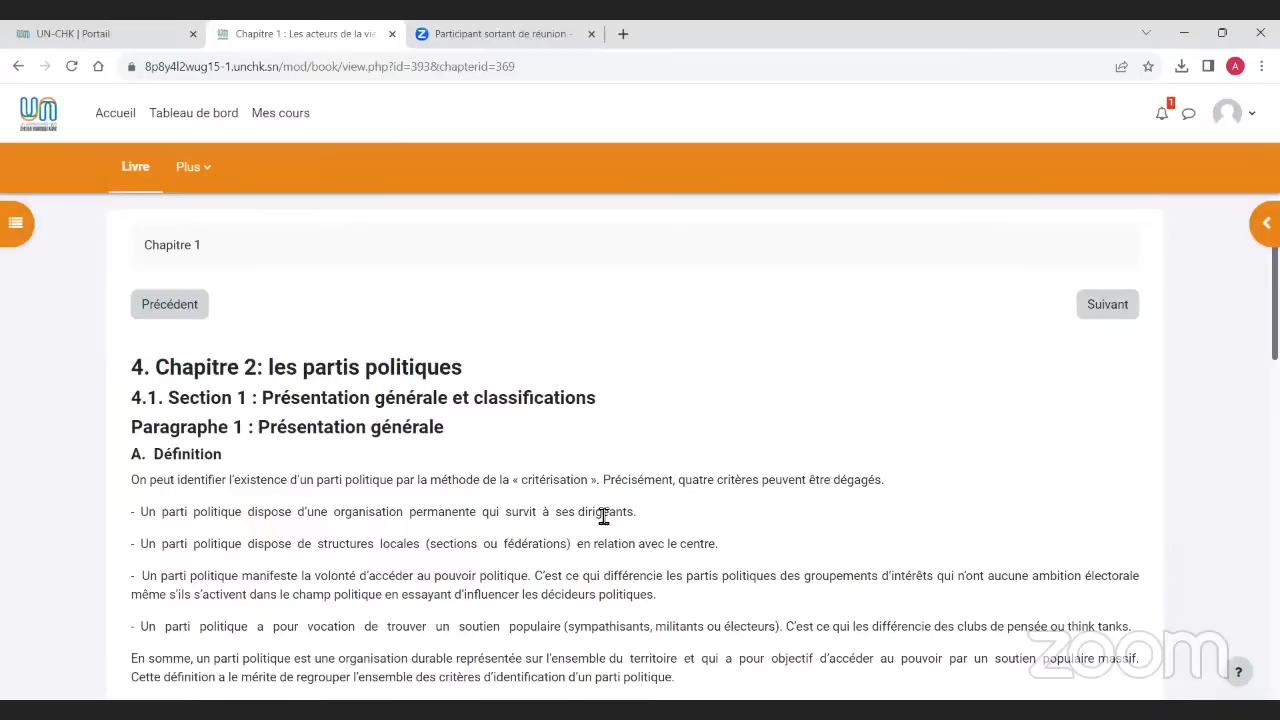 UN-CHK | Portail
Chapitre 1 : Les acteurs de la vie
Participant sortant de réunion -
8p8y4l2wug15-1.unchk.sn/mod/book/view.php?id=393&chapterid=369
A
Accueil Tableau de bord Mes cours
1
Livre Plus
Chapitre 1
Précédent Suivant
4. Chapitre 2: les partis politiques
4.1. Section 1 : Présentation générale et classifications
Paragraphe 1 : Présentation générale
A. Définition
On peut identifier l'existence d'un parti politique par la méthode de la « critérisation ». Précisément, quatre critères peuvent être dégagés.
- Un parti politique dispose d'une organisation permanente qui survit à ses dirigeants.
- Un parti politique dispose de structures locales (sections ou fédérations) en relation avec le centre.
- Un parti politique manifeste la volonté d'accéder au pouvoir politique. C'est ce qui différencie les partis politiques des groupements d'intérêts qui n'ont aucune ambition électorale
même s'ils s'activent dans le champ politique en essayant d'influencer les décideurs politiques.
- Un parti politique a pour vocation de trouver un soutien populaire (sympathisants, militants ou électeurs). C'est ce qui les différencie des clubs de pensée ou think tanks.
En somme, un parti politique est une organisation durable représentée sur l'ensemble du territoire et qui a pour objectif d'accéder au pouvoir par un soutien populaire massif.
Cette définition a le mérite de regrouper l'ensemble des critères d'identification d'un parti politique.
zoom
?